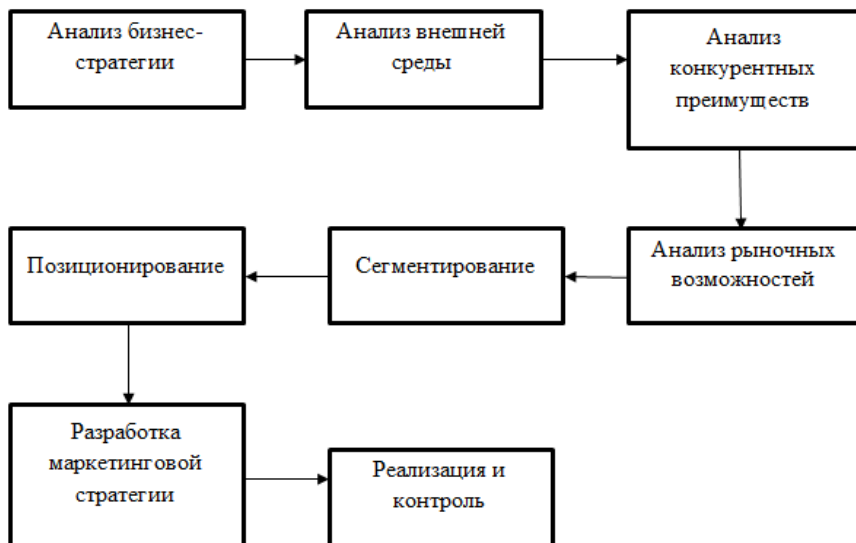 Анализ бизнес-
стратегии
Анализ внешней
среды
Анализ
конкурентных
преимуществ
Анализ рыночных
возможностей
Сегментирование
Позиционирование
Разработка
маркетинговой
стратегии
Реализация и
контроль